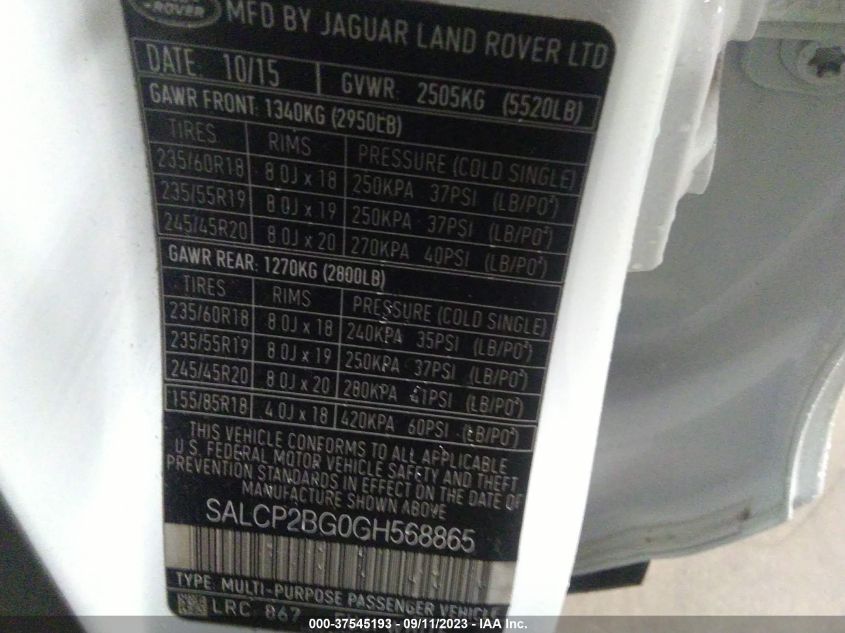 ROVER MFD BY JAGUAR LAND ROVER LTD
DATE: 10/15 GVWR: 2505KG (5520LB)
GAWR FRONT: 1340KG (2950LB)
TIRES RIMS PRESSURE (COLD SINGLE)
235/60R18 8.0J x 18 250KPA 37PSI (LB/PO²)
235/55R19 8.0J x 19 250KPA 37PSI (LB/PO²)
245/45R20 8.0J x 20 270KPA 40PSI (LB/PO²)
GAWR REAR: 1270KG (2800LB)
TIRES RIMS PRESSURE (COLD SINGLE)
235/60R18 8.0J x 18 240KPA 35PSI (LB/PO²)
235/55R19 8.0J x 19 250KPA 37PSI (LB/PO²)
245/45R20 8.0J x 20 280KPA 41PSI (LB/PO²)
155/85R18 4.0J x 18 420KPA 60PSI (LB/PO²)
THIS VEHICLE CONFORMS TO ALL APPLICABLE
U.S. FEDERAL MOTOR VEHICLE SAFETY AND THEFT
PREVENTION STANDARDS IN EFFECT ON THE DATE OF
MANUFACTURE SHOWN ABOVE
SALCP2BG0GH568865
TYPE: MULTI-PURPOSE PASSENGER VEHICLE
LRC: 867
000-37545193 - 09/11/2023 - IAA Inc.